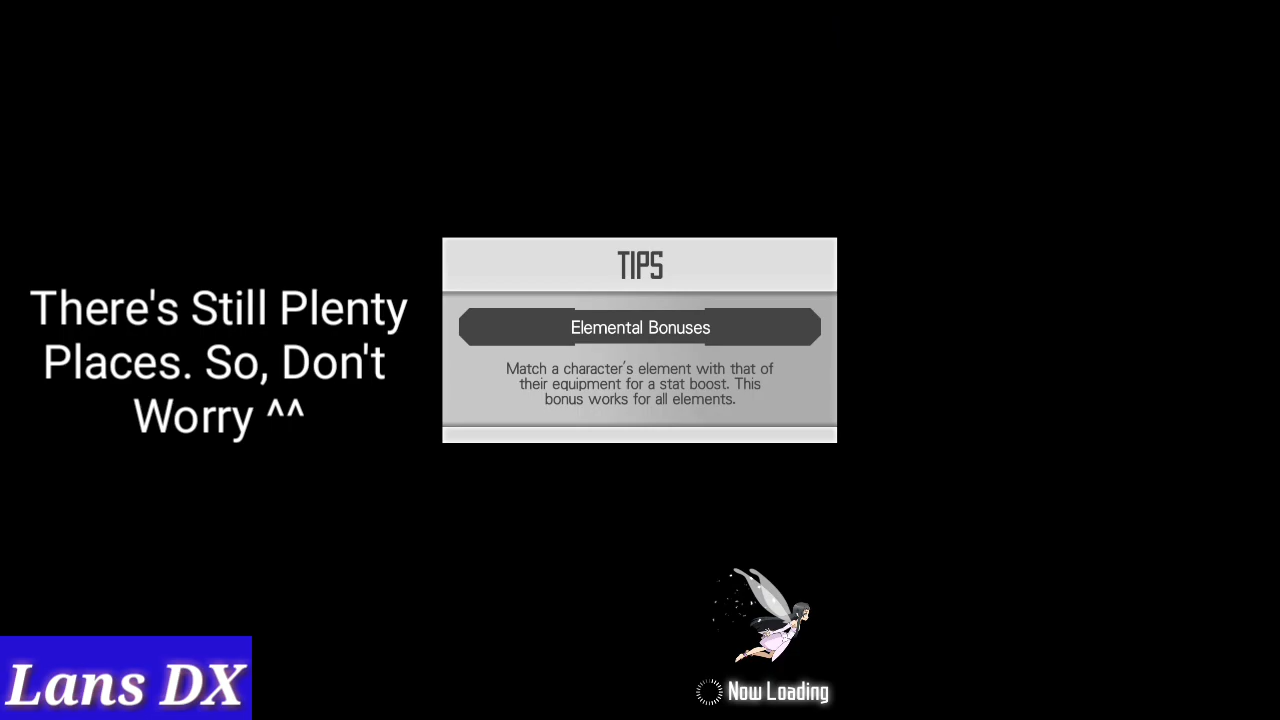 There's Still Plenty
Places. So, Don't
Worry ^^
TIPS
Elemental Bonuses
Match a character's element with that of
their equipment for a stat boost. This
bonus works for all elements.
Lans DX
Now Loading